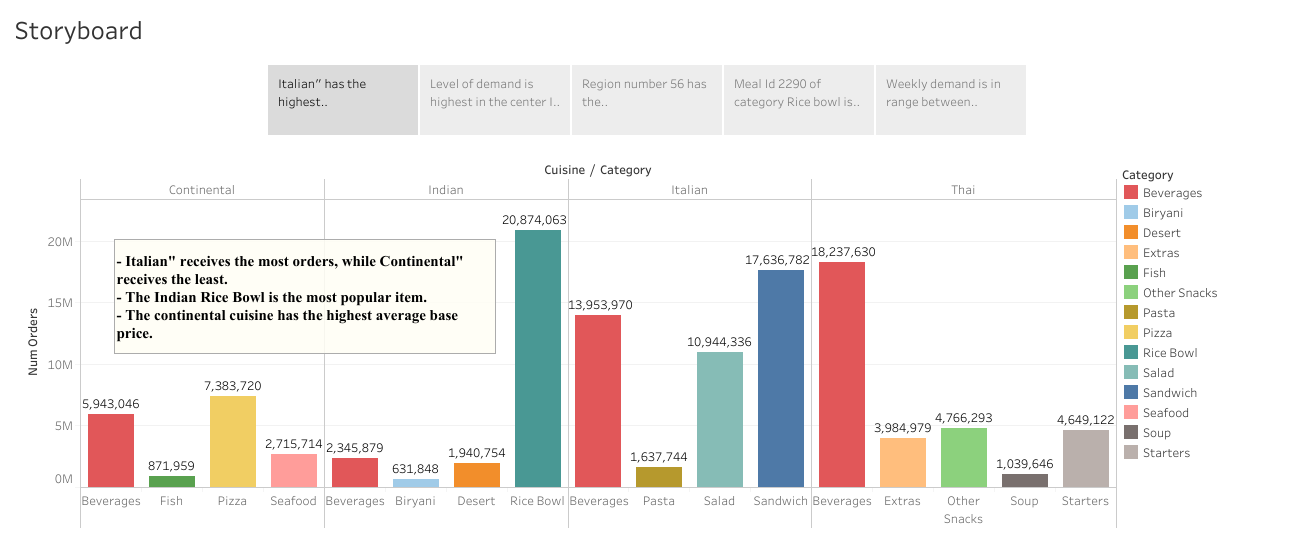 Storyboard
Italian” has the
highest..
Level of demand is
highest in the center l..
Region number 56 has
the..
Meal Id 2290 of
category Rice bowl is..
Weekly demand is in
range between..
Cuisine / Category
Continental
Indian
Italian
Thai
Num Orders
20M
15M
10M
5M
0M
- Italian" receives the most orders, while Continental"
receives the least.
- The Indian Rice Bowl is the most popular item.
- The continental cuisine has the highest average base
price.
5,943,046
871,959
7,383,720
2,715,714
2,345,879
631,848
1,940,754
20,874,063
13,953,970
1,637,744
10,944,336
17,636,782
18,237,630
3,984,979
4,766,293
1,039,646
4,649,122
Beverages
Fish
Pizza
Seafood
Beverages
Biryani
Desert
Rice Bowl
Beverages
Pasta
Salad
Sandwich
Beverages
Extras
Other
Snacks
Soup
Starters
Category
Beverages
Biryani
Desert
Extras
Fish
Other Snacks
Pasta
Pizza
Rice Bowl
Salad
Sandwich
Seafood
Soup
Starters